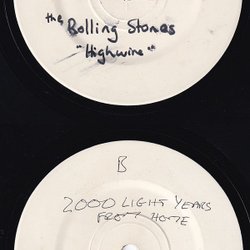 the Rolling Stones
"Highwire"
B
2000 LIGHT YEARS
FROM HOME